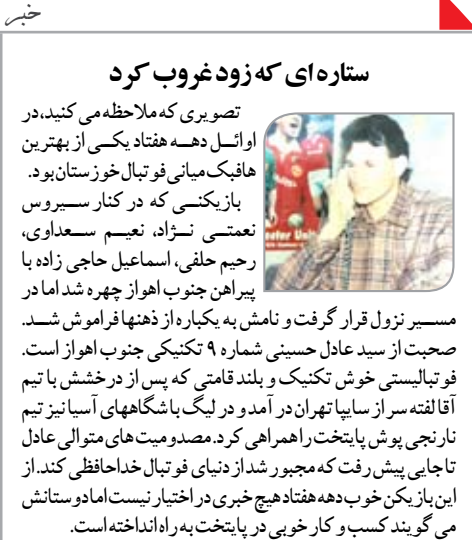 خبر
ستاره ای که زود غروب کرد
تصویری که ملاحظه می کنید، در
اوائل دهه هفتاد یکی از بهترین
هافبک میانی فوتبال خوزستان بود.
بازیکنی که در کنار سیروس
نعمتی نژاد، نعیم سعداوی،
رحیم حلفی، اسماعیل حاجی زاده با
پیراهن جنوب اهواز چهره شد اما در
مسیر نزول قرار گرفت و نامش به یکباره از ذهنها فراموش شد.
صحبت از سید عادل حسینی شماره ۹ تکنیکی جنوب اهواز است.
فوتبالیستی خوش تکنیک و بلند قامتی که پس از درخشش با تیم
آقا لفته سر از سایپا تهران در آمد و در لیگ باشگاههای آسیا نیز تیم
نارنجی پوش پایتخت را همراهی کرد. مصدومیت های متوالی عادل
تا جایی پیش رفت که مجبور شد از دنیای فوتبال خداحافظی کند. از
این بازیکن خوب دهه هفتاد هیچ خبری در اختیار نیست اما دوستانش
می گویند کسب و کار خوبی در پایتخت به راه انداخته است.